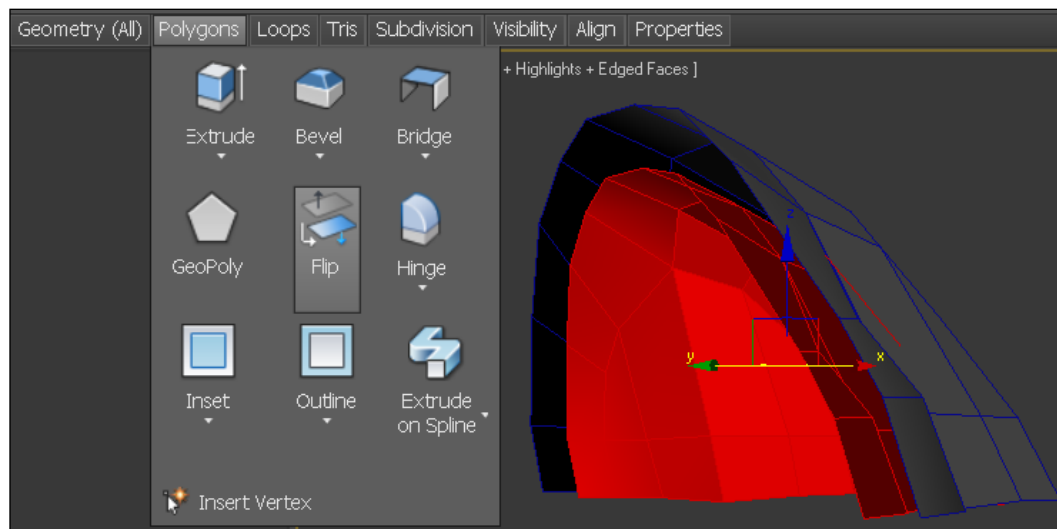 Geometry (All) Polygons Loops Tris Subdivision Visibility Align Properties
+ Highlights + Edged Faces ]
Extrude Bevel Bridge
GeoPoly Flip Hinge
Inset Outline Extrude
on Spline
Insert Vertex
z
y x